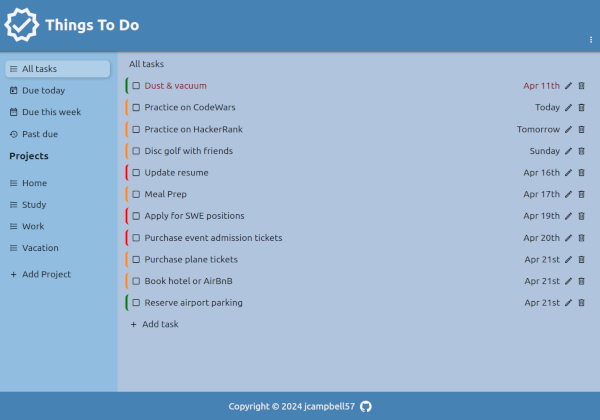 Things To Do
All tasks
Due today
Due this week
Past due
Projects
Home
Study
Work
Vacation
+ Add Project
All tasks
Dust & vacuum Apr 11th
Practice on CodeWars Today
Practice on HackerRank Tomorrow
Disc golf with friends Sunday
Update resume Apr 16th
Meal Prep Apr 17th
Apply for SWE positions Apr 19th
Purchase event admission tickets Apr 20th
Purchase plane tickets Apr 21st
Book hotel or AirBnB Apr 21st
Reserve airport parking Apr 21st
+ Add task
Copyright © 2024 jcampbell57